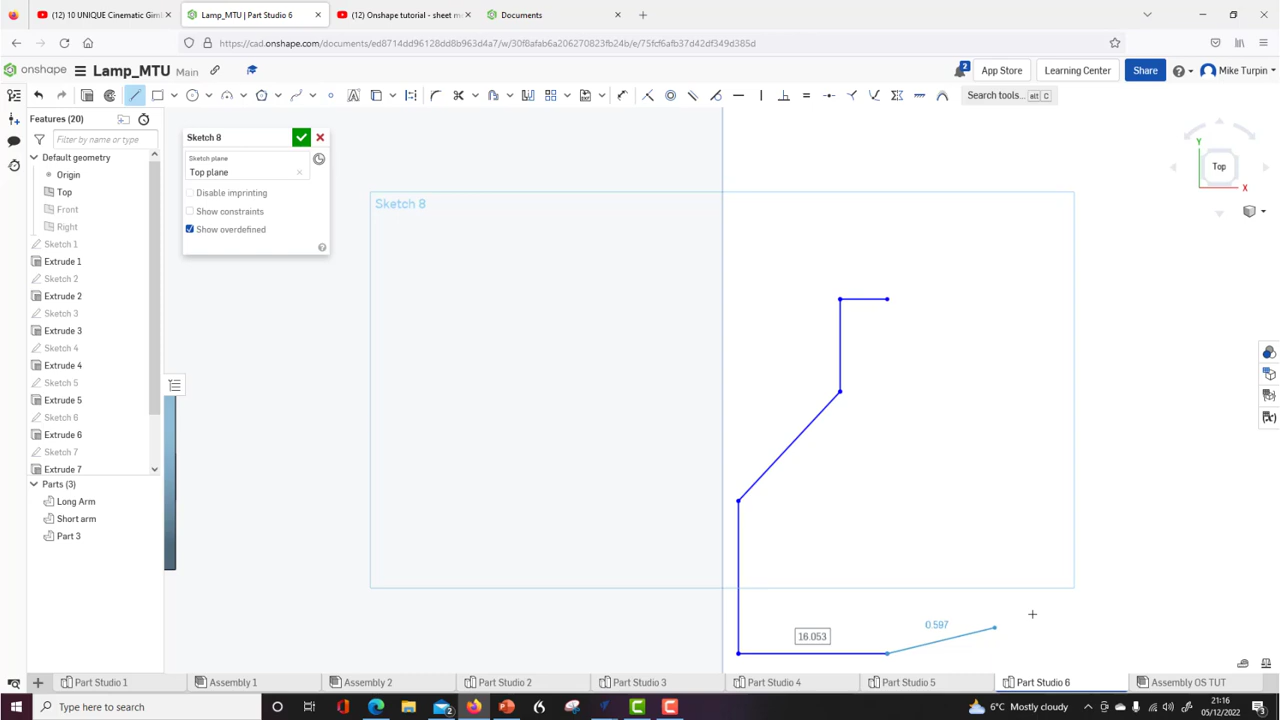 (12) 10 UNIQUE Cinematic Giml
Lamp_MTU | Part Studio 6
(12) Onshape tutorial - sheet m
Documents
https://cad.onshape.com/documents/ed8714dd96128dd8b963d4a7/w/30f8afab6a206270823fb24b/e/75fcf6afb37d42df349d385d
onshape
Lamp_MTU Main
2
App Store
Learning Center
Share
Mike Turpin
Search tools... alt C
Features (20)
Filter by name or type
Default geometry
Origin
Top
Front
Right
Sketch 1
Extrude 1
Sketch 2
Extrude 2
Sketch 3
Extrude 3
Sketch 4
Extrude 4
Sketch 5
Extrude 5
Sketch 6
Extrude 6
Sketch 7
Extrude 7
Parts (3)
Long Arm
Short arm
Part 3
Sketch 8
Sketch plane
Top plane
Disable imprinting
Show constraints
Show overdefined
Sketch 8
Y
Top
X
0.597
16.053
Part Studio 1
Assembly 1
Assembly 2
Part Studio 2
Part Studio 3
Part Studio 4
Part Studio 5
Part Studio 6
Assembly OS TUT
Type here to search
2
6°C Mostly cloudy
21:16
05/12/2022
3